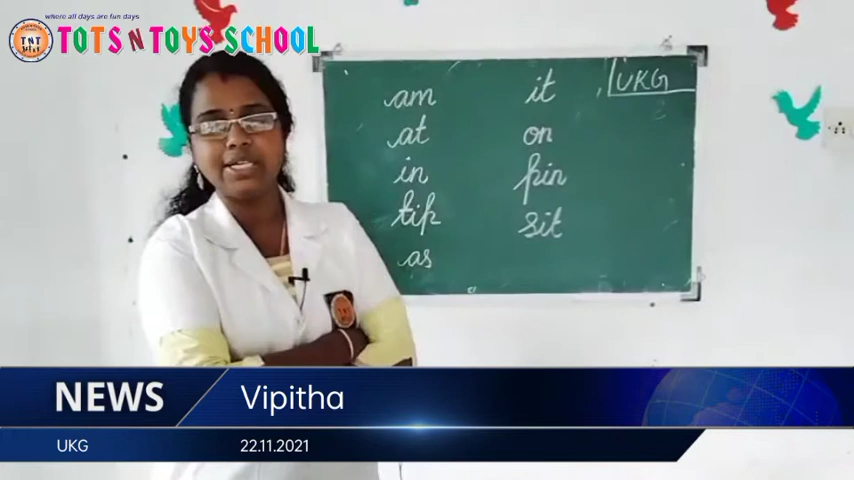 where all days are fun days
TOTS N TOYS SCHOOL
TNT
UKG
am
at
in
tip
as
it
on
pin
sit
NEWS
Vipitha
UKG
22.11.2021